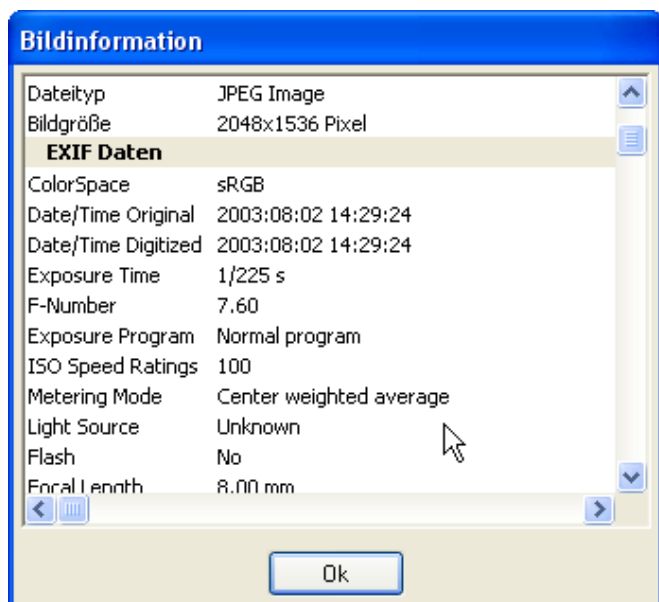 Bildinformation
Dateityp JPEG Image
Bildgröße 2048x1536 Pixel
EXIF Daten
ColorSpace sRGB
Date/Time Original 2003:08:02 14:29:24
Date/Time Digitized 2003:08:02 14:29:24
Exposure Time 1/225 s
F-Number 7.60
Exposure Program Normal program
ISO Speed Ratings 100
Metering Mode Center weighted average
Light Source Unknown
Flash No
Focal Length 8.00 mm
Ok